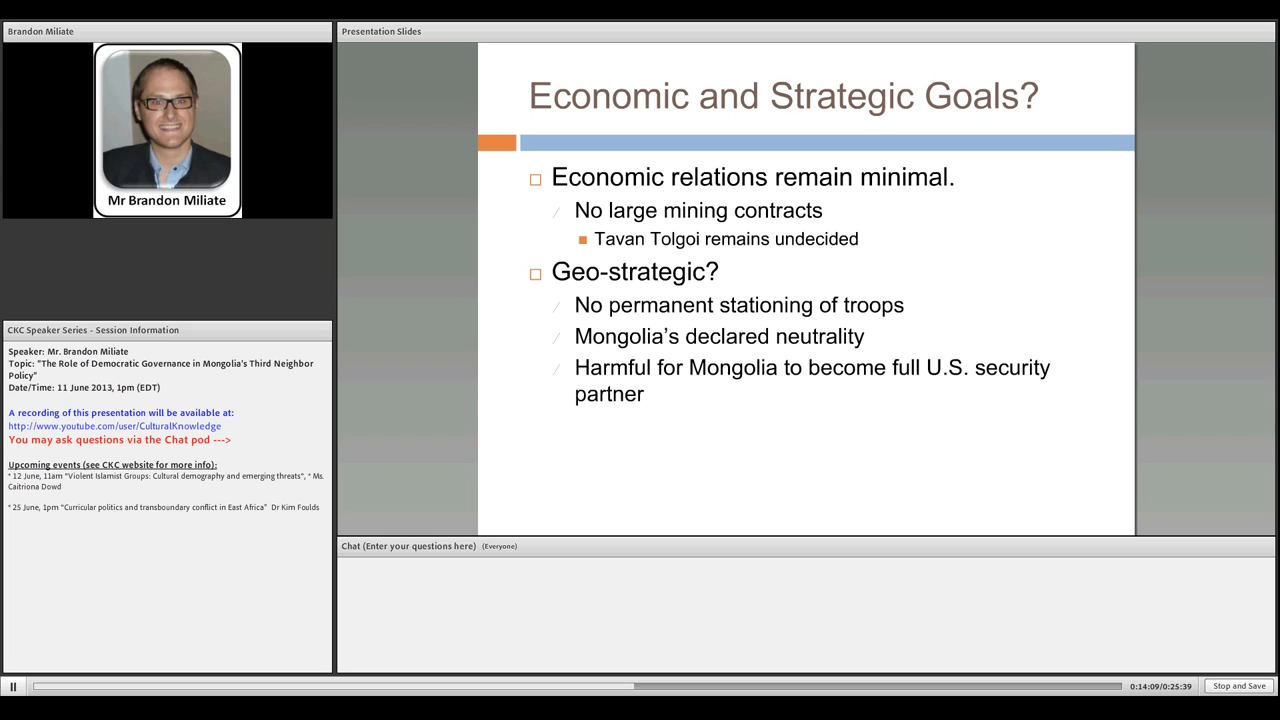 Brandon Miliate
Mr Brandon Miliate
CKC Speaker Series - Session Information
Speaker: Mr. Brandon Miliate
Topic: "The Role of Democratic Governance in Mongolia's Third Neighbor
Policy"
Date/Time: 11 June 2013, 1pm (EDT)
A recording of this presentation will be available at:
http://www.youtube.com/user/CulturalKnowledge
You may ask questions via the Chat pod --->
Upcoming events (see CKC website for more info):
* 12 June, 11am "Violent Islamist Groups: Cultural demography and emerging threats", * Ms.
Caitriona Dowd
* 25 June, 1pm "Curricular politics and transboundary conflict in East Africa" Dr Kim Foulds
Presentation Slides
Economic and Strategic Goals?
Economic relations remain minimal.
No large mining contracts
Tavan Tolgoi remains undecided
Geo-strategic?
No permanent stationing of troops
Mongolia's declared neutrality
Harmful for Mongolia to become full U.S. security
partner
Chat (Enter your questions here) (Everyone)
0:14:09/0:25:39
Stop and Save